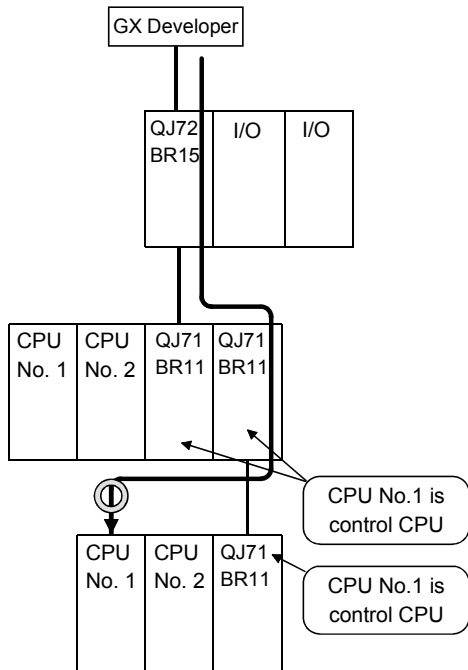 GX Developer
QJ72
BR15
I/O
I/O
CPU
No. 1
CPU
No. 2
QJ71
BR11
QJ71
BR11
CPU No.1 is
control CPU
CPU
No. 1
CPU
No. 2
QJ71
BR11
CPU No.1 is
control CPU